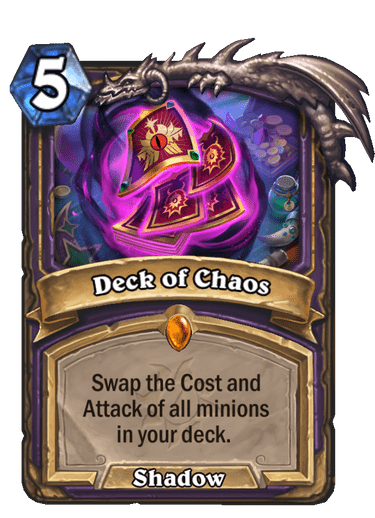 5
Deck of Chaos
Swap the Cost and
Attack of all minions
in your deck.
Shadow